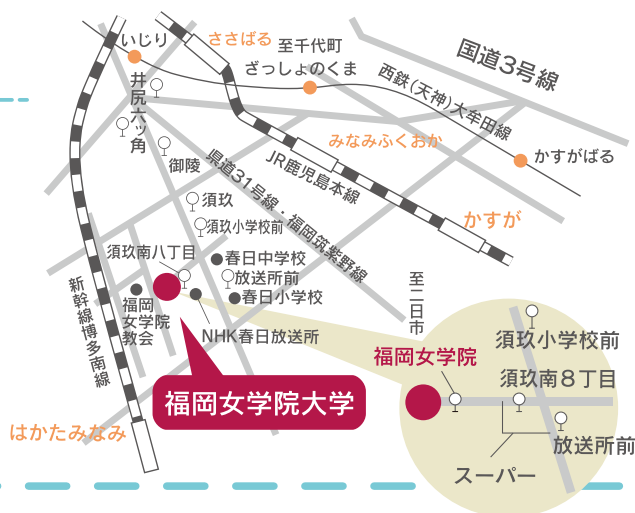 いじり
ささばる
至千代町
ざっしょのくま
国道3号線
西鉄(天神)大牟田線
井尻六ッ角
みなみふくおか
かすがばる
御陵
JR鹿児島本線
県道31号線・福岡筑紫野線
須玖
須玖小学校前
かすが
須玖南八丁目
春日中学校
放送所前
春日小学校
新幹線博多南線
福岡
女学院
教会
NHK春日放送所
至二日市
福岡女学院大学
はかたみなみ
須玖小学校前
福岡女学院
須玖南8丁目
放送所前
スーパー